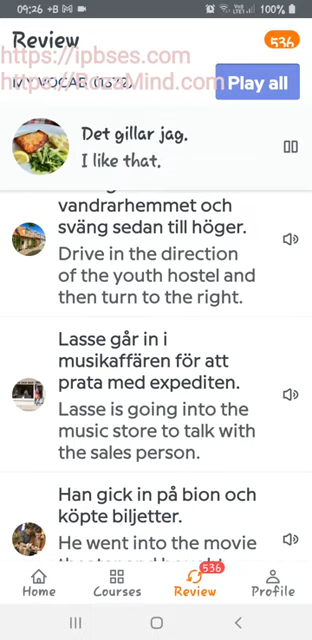 09:26 +B
100%
Review
536
https://ipbses.com
https://RosaMind.com
Play all
Det gillar jag.
I like that.
vandrarhemmet och
sväng sedan till höger.
Drive in the direction
of the youth hostel and
then turn to the right.
Lasse går in i
musikaffären för att
prata med expediten.
Lasse is going into the
music store to talk with
the sales person.
Han gick in på bion och
köpte biljetter.
He went into the movie
536
Home
Courses
Review
Profile